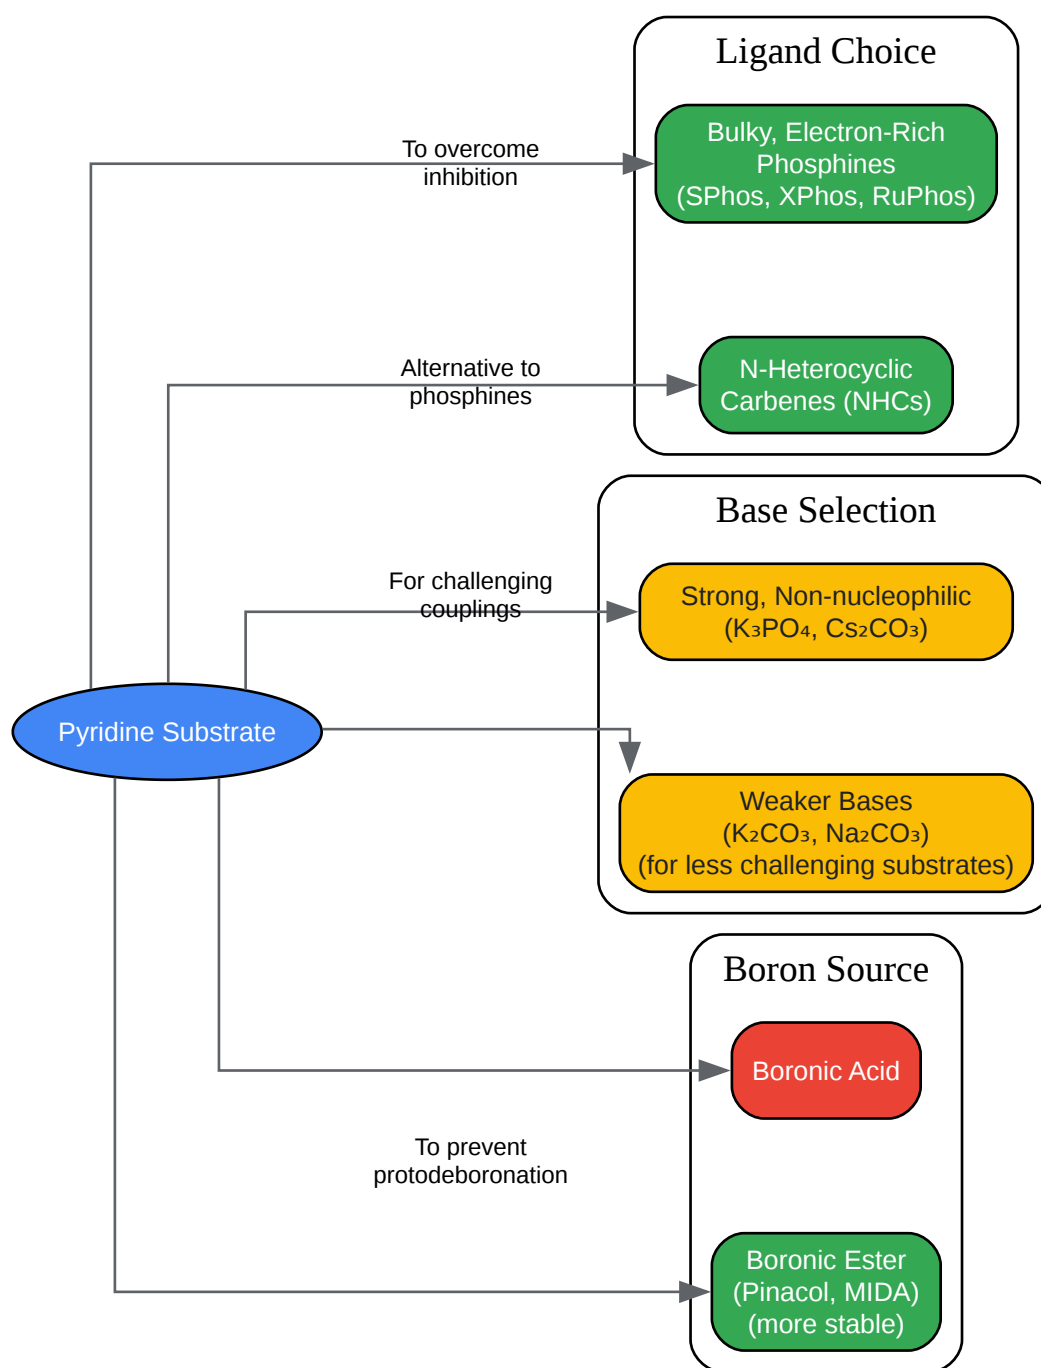 Ligand Choice
Bulky, Electron-Rich
Phosphines
(SPhos, XPhos, RuPhos)
To overcome
inhibition
N-Heterocyclic
Carbenes (NHCs)
Alternative to
phosphines
Base Selection
Strong, Non-nucleophilic
(K₃PO₄, Cs₂CO₃)
For challenging
couplings
Pyridine Substrate
Weaker Bases
(K₂CO₃, Na₂CO₃)
(for less challenging substrates)
Boron Source
Boronic Acid
To prevent
protodeboronation
Boronic Ester
(Pinacol, MIDA)
(more stable)